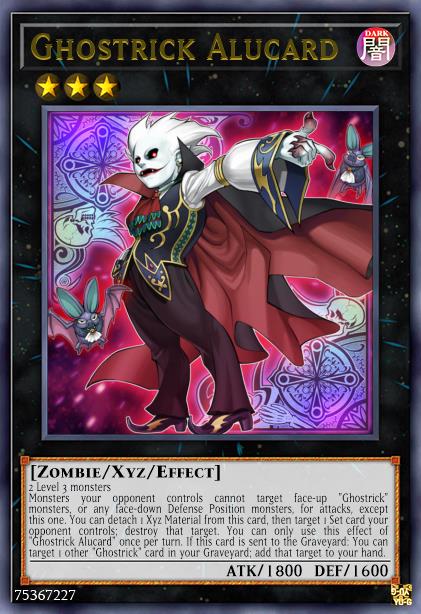 Ghostrick Alucard
DARK
闇
[Zombie/Xyz/Effect]
2 Level 3 monsters
Monsters your opponent controls cannot target face-up "Ghostrick"
monsters, or any face-down Defense Position monsters, for attacks, except
this one. You can detach 1 Xyz Material from this card, then target 1 Set card your
opponent controls; destroy that target. You can only use this effect of
"Ghostrick Alucard" once per turn. If this card is sent to the Graveyard: You can
target 1 other "Ghostrick" card in your Graveyard; add that to your hand.
ATK/1800 DEF/1600
75367227